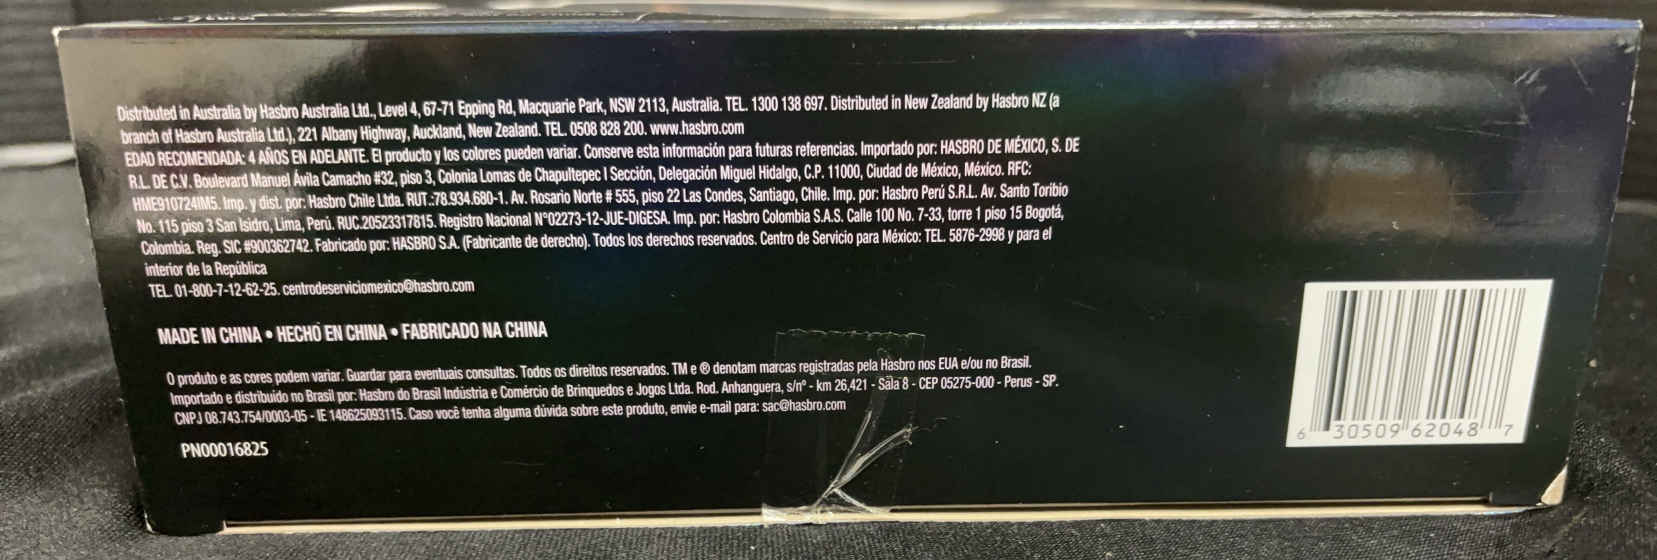 Distributed in Australia by Hasbro Australia Ltd., Level 4, 67-71 Epping Rd, Macquarie Park, NSW 2113, Australia. TEL. 1300 138 697. Distributed in New Zealand by Hasbro NZ (a
branch of Hasbro Australia Ltd.), 221 Albany Highway, Auckland, New Zealand. TEL. 0508 828 200. www.hasbro.com
EDAD RECOMENDADA: 4 AÑOS EN ADELANTE. El producto y los colores pueden variar. Conserve esta información para futuras referencias. Importado por: HASBRO DE MÉXICO, S. DE
R.L. DE C.V. Boulevard Manuel Ávila Camacho #32, piso 3, Colonia Lomas de Chapultepec I Sección, Delegación Miguel Hidalgo, C.P. 11000, Ciudad de México, México. RFC:
HME910724IM5. Imp. y dist. por: Hasbro Chile Ltda. RUT.:78.934.680-1. Av. Rosario Norte # 555, piso 22 Las Condes, Santiago, Chile. Imp. por: Hasbro Perú S.R.L. Av. Santo Toribio
No. 115 piso 3 San Isidro, Lima, Perú. RUC.20523317815. Registro Nacional N°02273-12-JUE-DIGESA. Imp. por: Hasbro Colombia S.A.S. Calle 100 No. 7-33, torre 1 piso 15 Bogotá,
Colombia. Reg. SIC #900362742. Fabricado por: HASBRO S.A. (Fabricante de derecho). Todos los derechos reservados. Centro de Servicio para México: TEL. 5876-2998 y para el
interior de la República
TEL. 01-800-7-12-62-25. centrodeserviciomexico@hasbro.com
MADE IN CHINA • HECHO EN CHINA • FABRICADO NA CHINA
O produto e as cores podem variar. Guardar para eventuais consultas. Todos os direitos reservados. TM e ® denotam marcas registradas pela Hasbro nos EUA e/ou no Brasil.
Importado e distribuído no Brasil por: Hasbro do Brasil Indústria e Comércio de Brinquedos e Jogos Ltda. Rod. Anhanguera, s/nº - km 26,421 - Sala 8 - CEP 05275-000 - Perus - SP.
CNPJ 08.743.754/0003-05 - IE 148625093115. Caso você tenha alguma dúvida sobre este produto, envie e-mail para: sac@hasbro.com
PN00016825
6 30509 62048 7